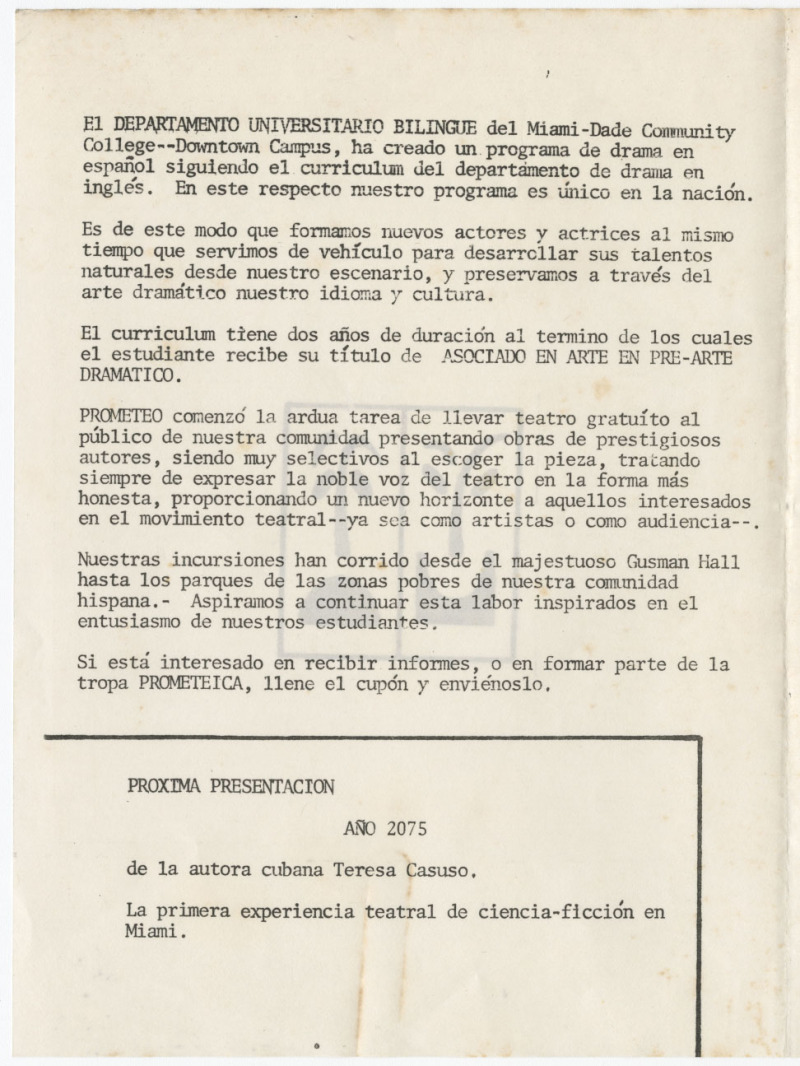 El DEPARTAMENTO UNIVERSITARIO BILINGUE del Miami-Dade Community
College--Downtown Campus, ha creado un programa de drama en
español siguiendo el curriculum del departamento de drama en
inglés.  En este respecto nuestro programa es único en la nación.
Es de este modo que formamos nuevos actores y actrices al mismo
tiempo que servimos de vehículo para desarrollar sus talentos
naturales desde nuestro escenario, y preservamos a través del
arte dramático nuestro idioma y cultura.
El curriculum tiene dos años de duración al termino de los cuales
el estudiante recibe su título de  ASOCIADO EN ARTE EN PRE-ARTE
DRAMATICO.
PROMETEO comenzó la ardua tarea de llevar teatro gratuíto al
público de nuestra comunidad presentando obras de prestigiosos
autores, siendo muy selectivos al escoger la pieza, tratando
siempre de expresar la noble voz del teatro en la forma más
honesta, proporcionando un nuevo horizonte a aquellos interesados
en el movimiento teatral--ya sea como artistas o como audiencia--.
Nuestras incursiones han corrido desde el majestuoso Gusman Hall
hasta los parques de las zonas pobres de nuestra comunidad
hispana.-  Aspiramos a continuar esta labor inspirados en el
entusiasmo de nuestros estudiantes.
Si está interesado en recibir informes, o en formar parte de la
tropa PROMETEICA, llene el cupón y enviénoslo.
PROXIMA PRESENTACION
AÑO 2075
de la autora cubana Teresa Casuso.
La primera experiencia teatral de ciencia-ficción en
Miami.